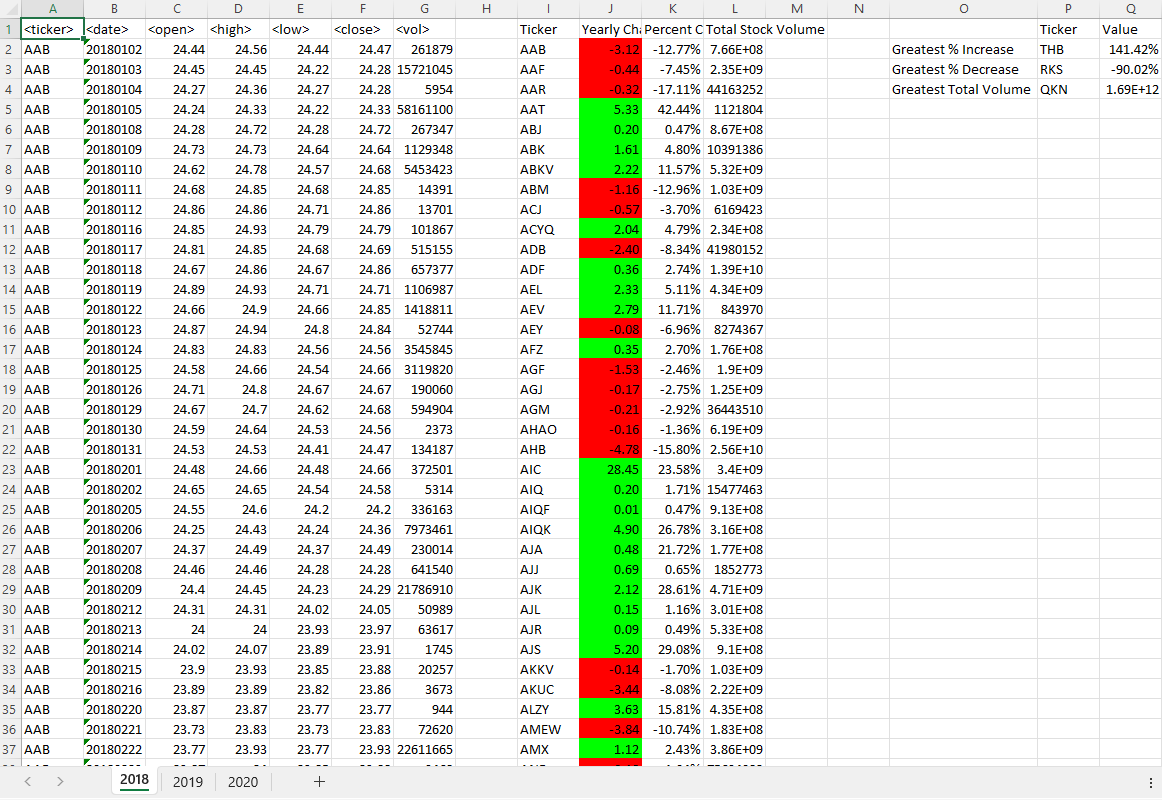 A B C D E F G H I J K L M N O P Q
1 <ticker> <date> <open> <high> <low> <close> <vol> Ticker Yearly Cha Percent C Total Stock Volume Ticker Value
2 AAB 20180102 24.44 24.56 24.44 24.47 261879 AAB -3.12 -12.77% 7.66E+08 Greatest % Increase THB 141.42%
3 AAB 20180103 24.45 24.45 24.22 24.28 15721045 AAF -0.44 -7.45% 2.35E+09 Greatest % Decrease RKS -90.02%
4 AAB 20180104 24.27 24.36 24.27 24.28 5954 AAR -0.32 -17.11% 44163252 Greatest Total Volume QKN 1.69E+12
5 AAB 20180105 24.24 24.33 24.22 24.33 58161100 AAT 5.33 42.44% 1121804
6 AAB 20180108 24.28 24.72 24.28 24.72 267347 ABJ 0.20 0.47% 8.67E+08
7 AAB 20180109 24.73 24.73 24.64 24.64 1129348 ABK 1.61 4.80% 10391386
8 AAB 20180110 24.62 24.78 24.57 24.68 5453423 ABKV 2.22 11.57% 5.32E+09
9 AAB 20180111 24.68 24.85 24.68 24.85 14391 ABM -1.16 -12.96% 1.03E+09
10 AAB 20180112 24.86 24.86 24.71 24.86 13701 ACJ -0.57 -3.70% 6169423
11 AAB 20180116 24.85 24.93 24.79 24.79 101867 ACYQ 2.04 4.79% 2.34E+08
12 AAB 20180117 24.81 24.85 24.68 24.69 515155 ADB -2.40 -8.34% 41980152
13 AAB 20180118 24.67 24.86 24.67 24.86 657377 ADF 0.36 2.74% 1.39E+10
14 AAB 20180119 24.89 24.93 24.71 24.71 1106987 AEL 2.33 5.11% 4.34E+09
15 AAB 20180122 24.66 24.9 24.66 24.85 1418811 AEV 2.79 11.71% 843970
16 AAB 20180123 24.87 24.94 24.8 24.84 52744 AEY -0.08 -6.96% 8274367
17 AAB 20180124 24.83 24.83 24.56 24.56 3545845 AFZ 0.35 2.70% 1.76E+08
18 AAB 20180125 24.58 24.66 24.54 24.66 3119820 AGF -1.53 -2.46% 1.9E+09
19 AAB 20180126 24.71 24.8 24.67 24.67 190060 AGJ -0.17 -2.75% 1.25E+09
20 AAB 20180129 24.67 24.7 24.62 24.68 594904 AGM -0.21 -2.92% 36443510
21 AAB 20180130 24.59 24.64 24.53 24.56 2373 AHAO -0.16 -1.36% 6.19E+09
22 AAB 20180131 24.53 24.53 24.41 24.47 134187 AHB -4.78 -15.80% 2.56E+10
23 AAB 20180201 24.48 24.66 24.48 24.66 372501 AIC 28.45 23.58% 3.4E+09
24 AAB 20180202 24.65 24.65 24.54 24.58 5314 AIQ 0.20 1.71% 15477463
25 AAB 20180205 24.55 24.6 24.2 24.2 336163 AIQF 0.01 0.47% 9.13E+08
26 AAB 20180206 24.25 24.43 24.24 24.36 7973461 AIQK 4.90 26.78% 3.16E+08
27 AAB 20180207 24.37 24.49 24.37 24.49 230014 AJA 0.48 21.72% 1.77E+08
28 AAB 20180208 24.46 24.46 24.28 24.28 641540 AJJ 0.69 0.65% 1852773
29 AAB 20180209 24.4 24.45 24.23 24.29 21786910 AJK 2.12 28.61% 4.71E+09
30 AAB 20180212 24.31 24.31 24.02 24.05 50989 AJL 0.15 1.16% 3.01E+08
31 AAB 20180213 24 24 23.93 23.97 63617 AJR 0.09 0.49% 5.33E+08
32 AAB 20180214 24.02 24.07 23.89 23.91 1745 AJS 5.20 29.08% 9.1E+08
33 AAB 20180215 23.9 23.93 23.85 23.88 20257 AKKV -0.14 -1.70% 1.03E+09
34 AAB 20180216 23.89 23.89 23.82 23.86 3673 AKUC -3.44 -8.08% 2.22E+09
35 AAB 20180220 23.87 23.87 23.77 23.77 944 ALZY 3.63 15.81% 4.35E+08
36 AAB 20180221 23.73 23.83 23.73 23.83 72620 AMEW -3.84 -10.74% 1.83E+08
37 AAB 20180222 23.77 23.93 23.77 23.93 22611665 AMX 1.12 2.43% 3.86E+09
2018 2019 2020